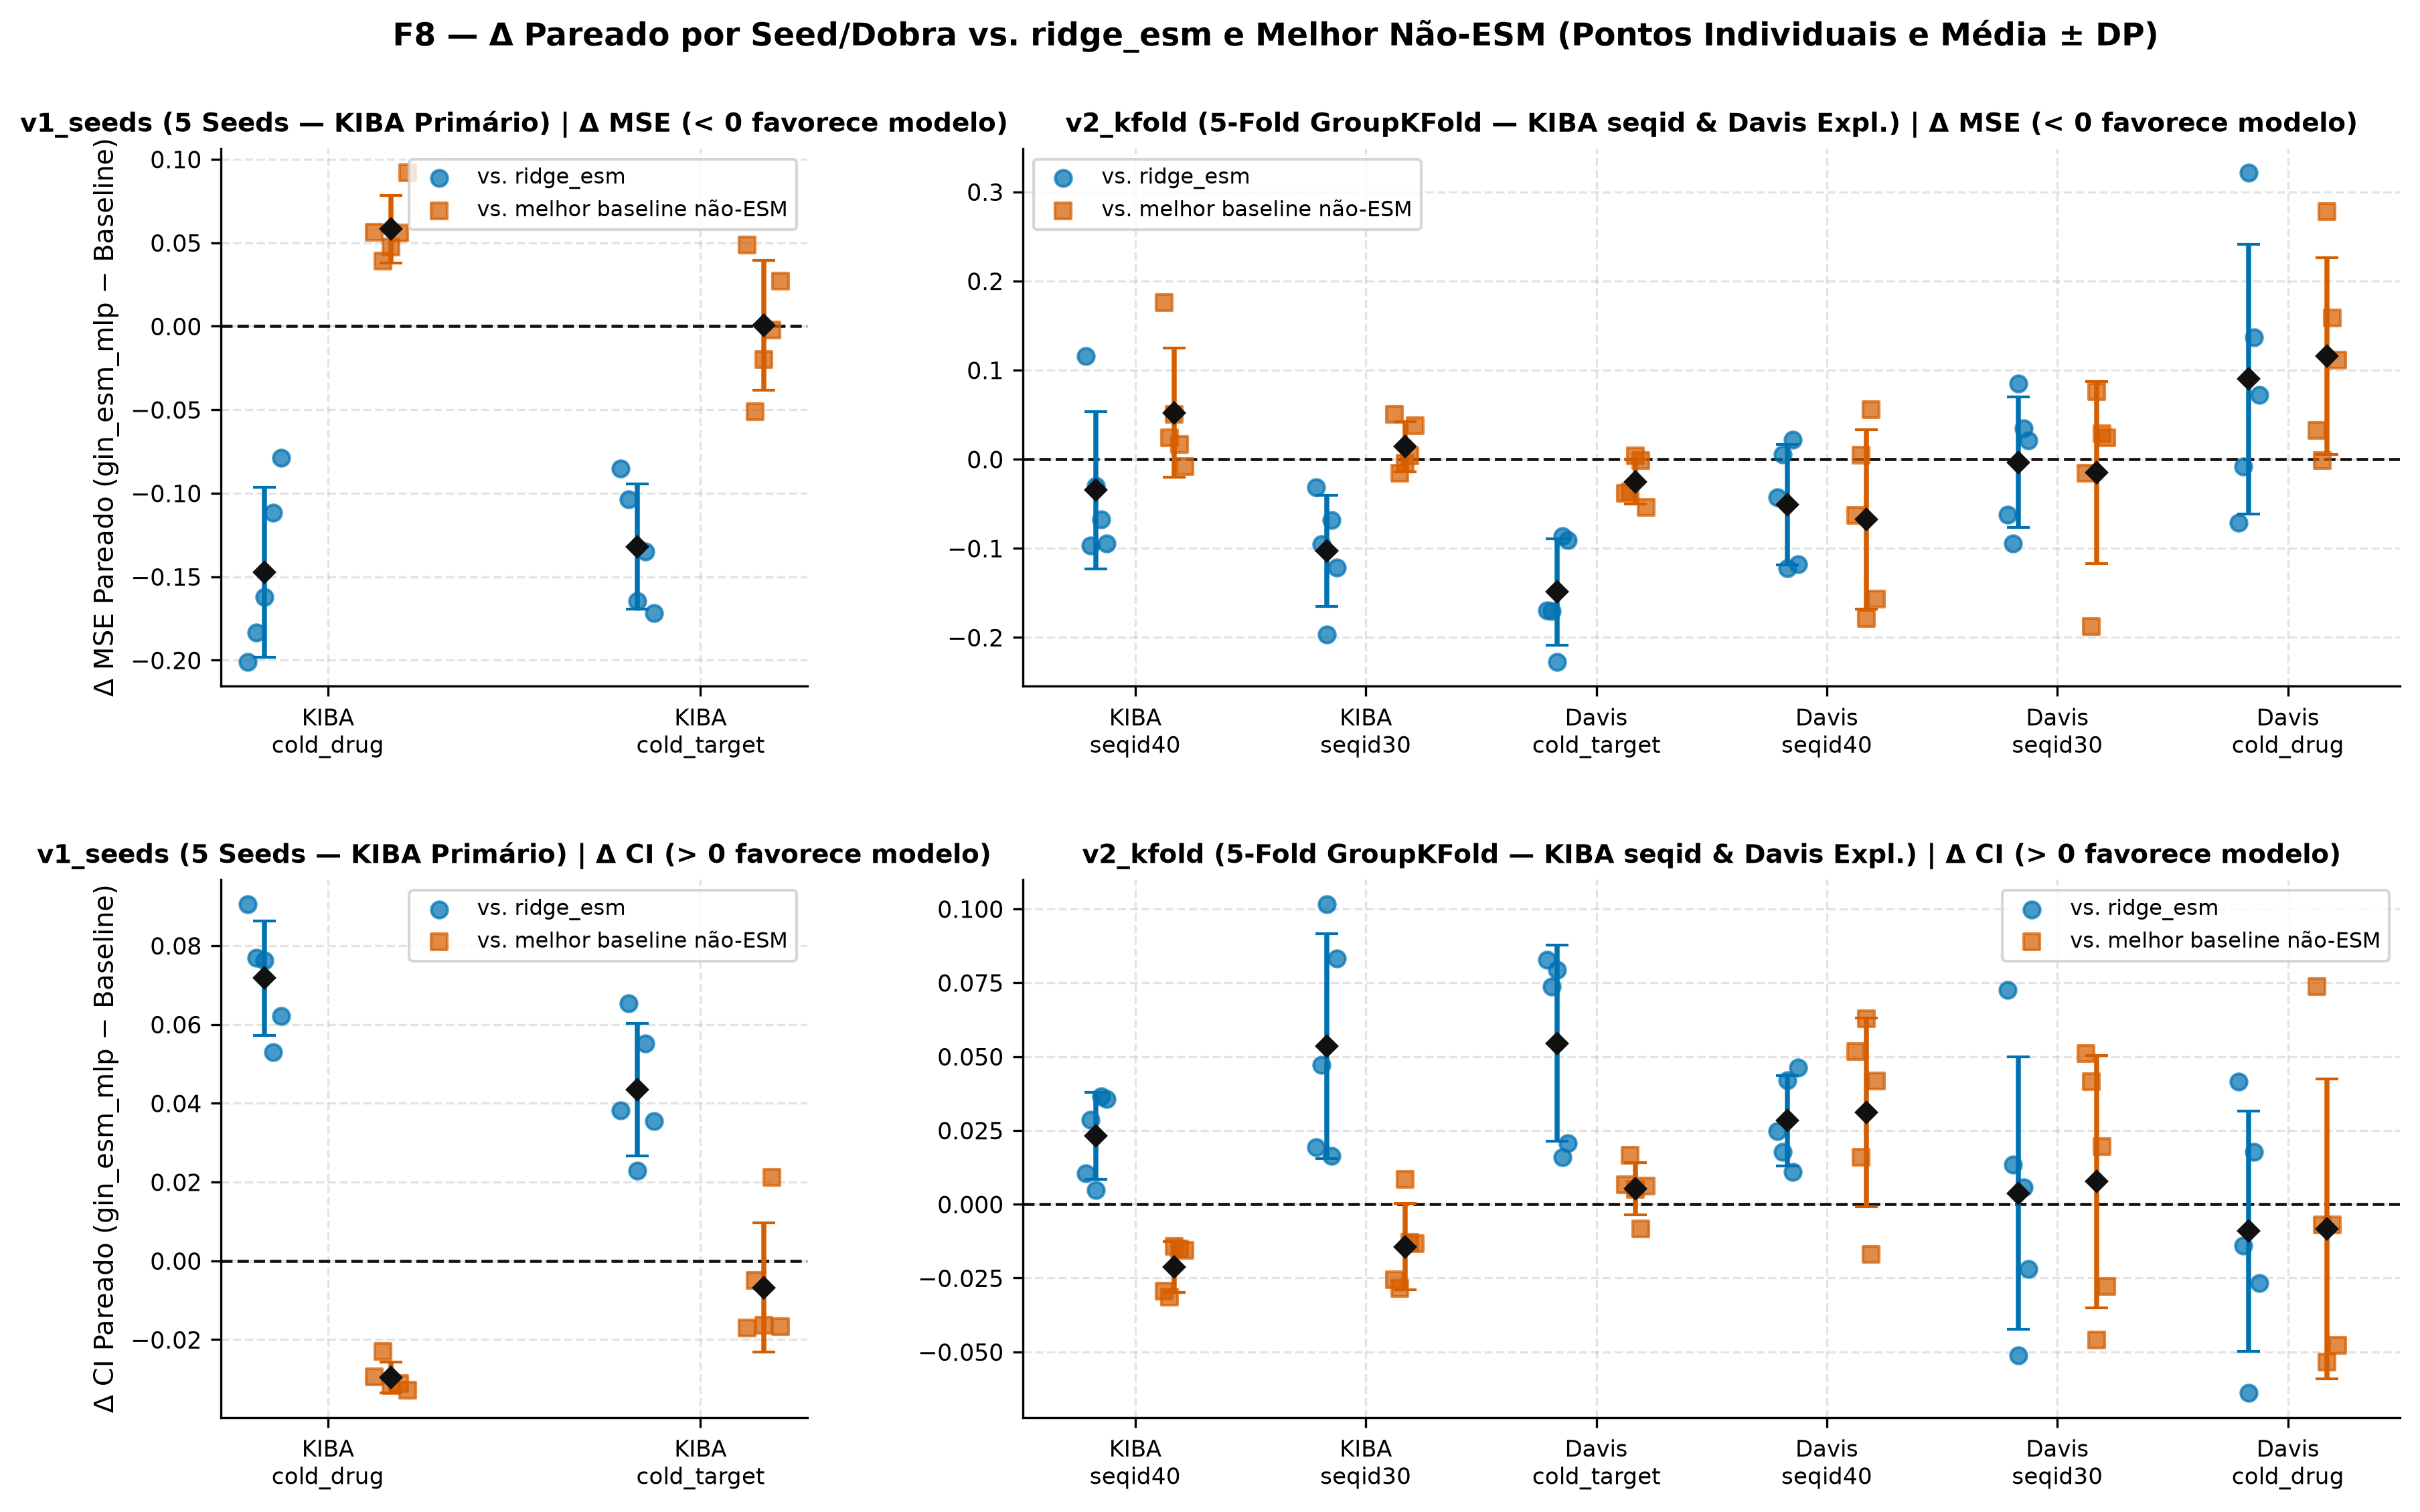 F8 — Δ Pareado por Seed/Dobra vs. ridge_esm e Melhor Não-ESM (Pontos Individuais e Média ± DP)
v1_seeds (5 Seeds — KIBA Primário) | Δ MSE (< 0 favorece modelo)
Δ MSE Pareado (gin_esm_mlp − Baseline)
0.10
0.05
0.00
−0.05
−0.10
−0.15
−0.20
vs. ridge_esm
vs. melhor baseline não-ESM
KIBA
cold_drug
KIBA
cold_target
v2_kfold (5-Fold GroupKFold — KIBA seqid & Davis Expl.) | Δ MSE (< 0 favorece modelo)
0.3
0.2
0.1
0.0
−0.1
−0.2
vs. ridge_esm
vs. melhor baseline não-ESM
KIBA
seqid40
KIBA
seqid30
Davis
cold_target
Davis
seqid40
Davis
seqid30
Davis
cold_drug
v1_seeds (5 Seeds — KIBA Primário) | Δ CI (> 0 favorece modelo)
Δ CI Pareado (gin_esm_mlp − Baseline)
0.08
0.06
0.04
0.02
0.00
−0.02
vs. ridge_esm
vs. melhor baseline não-ESM
KIBA
cold_drug
KIBA
cold_target
v2_kfold (5-Fold GroupKFold — KIBA seqid & Davis Expl.) | Δ CI (> 0 favorece modelo)
0.100
0.075
0.050
0.025
0.000
−0.025
−0.050
vs. ridge_esm
vs. melhor baseline não-ESM
KIBA
seqid40
KIBA
seqid30
Davis
cold_target
Davis
seqid40
Davis
seqid30
Davis
cold_drug